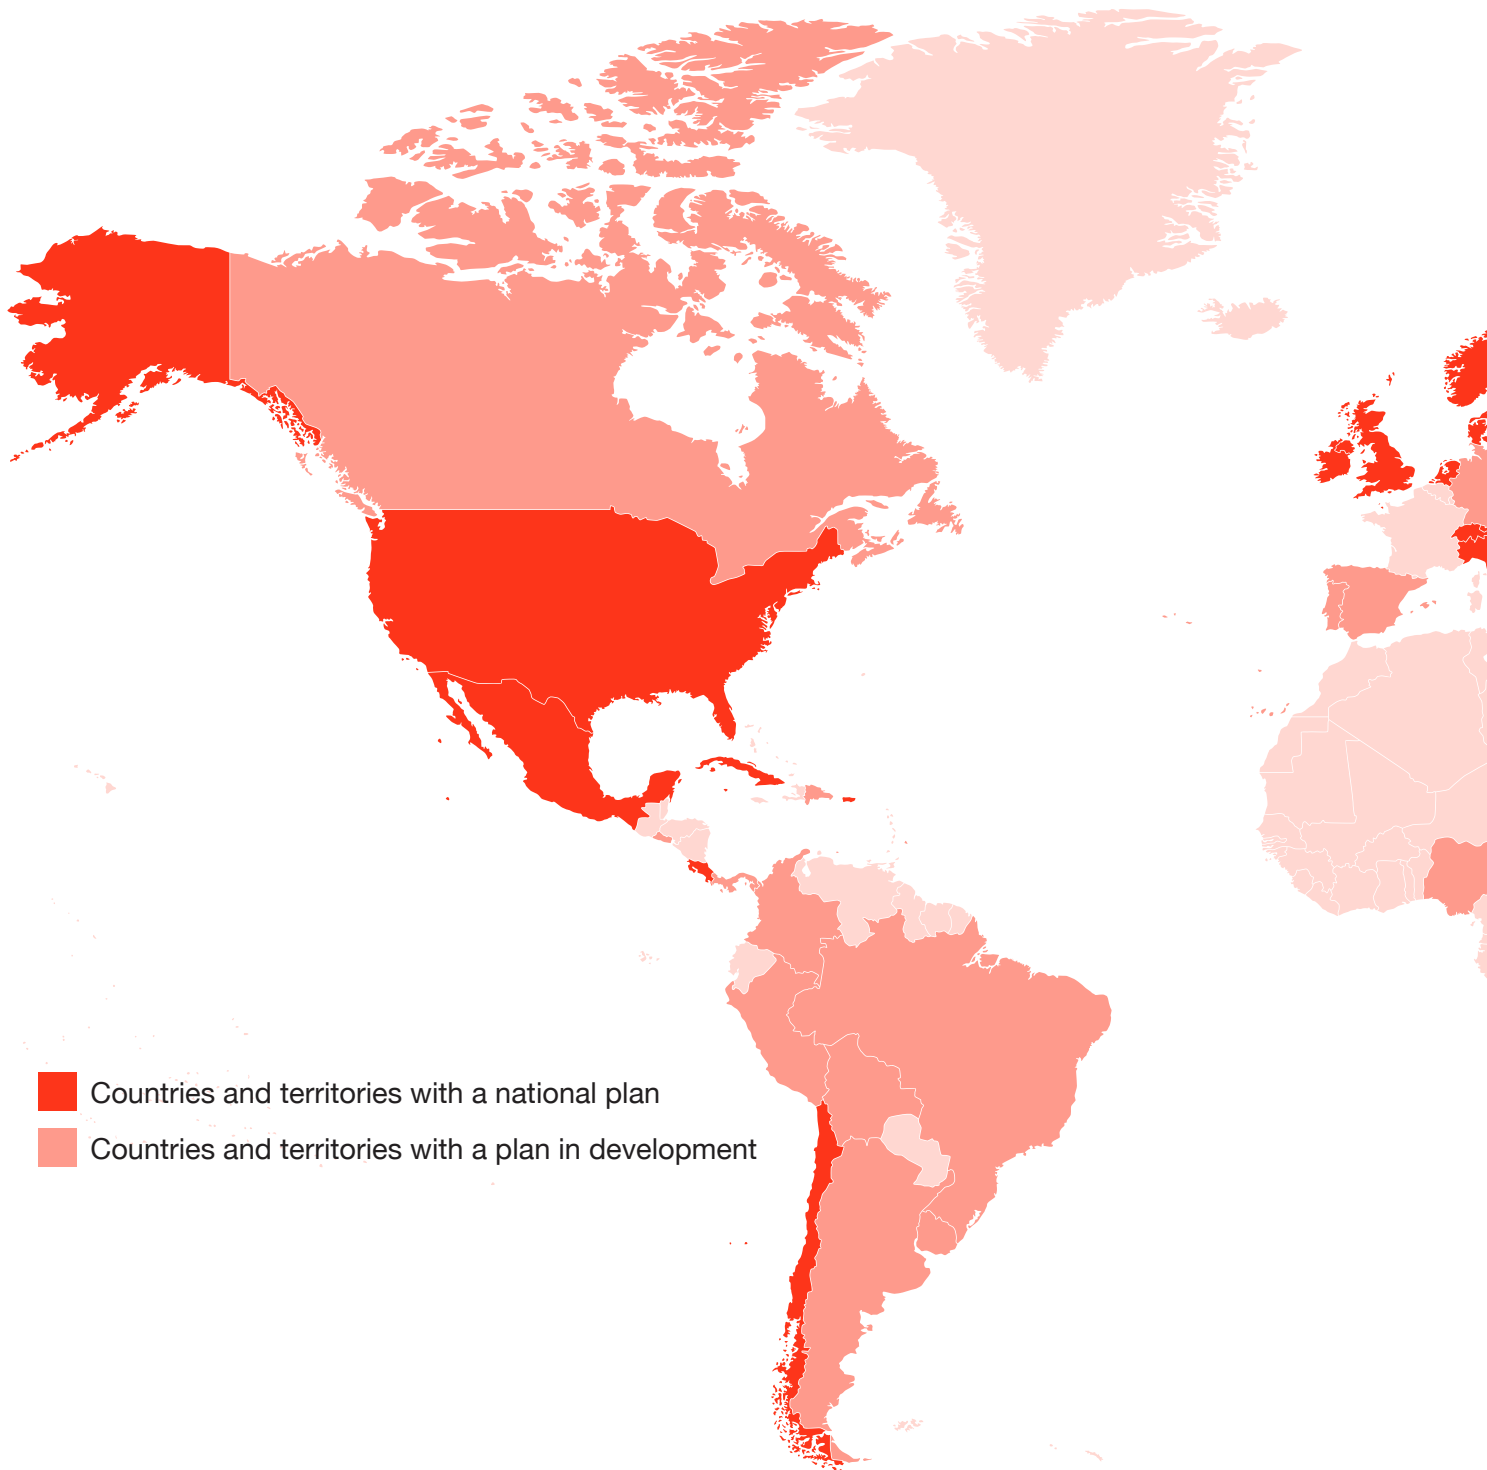 Countries and territories with a national plan
Countries and territories with a plan in development